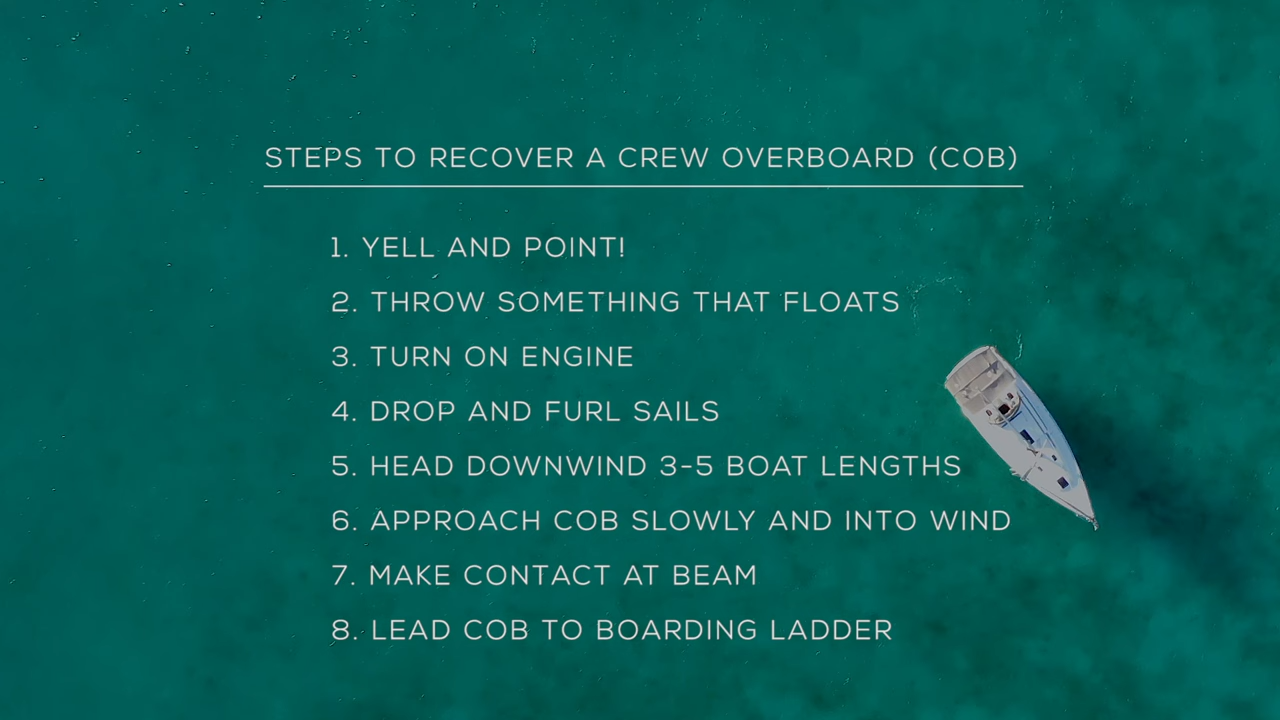 STEPS TO RECOVER A CREW OVERBOARD (COB)
1. YELL AND POINT!
2. THROW SOMETHING THAT FLOATS
3. TURN ON ENGINE
4. DROP AND FURL SAILS
5. HEAD DOWNWIND 3-5 BOAT LENGTHS
6. APPROACH COB SLOWLY AND INTO WIND
7. MAKE CONTACT AT BEAM
8. LEAD COB TO BOARDING LADDER